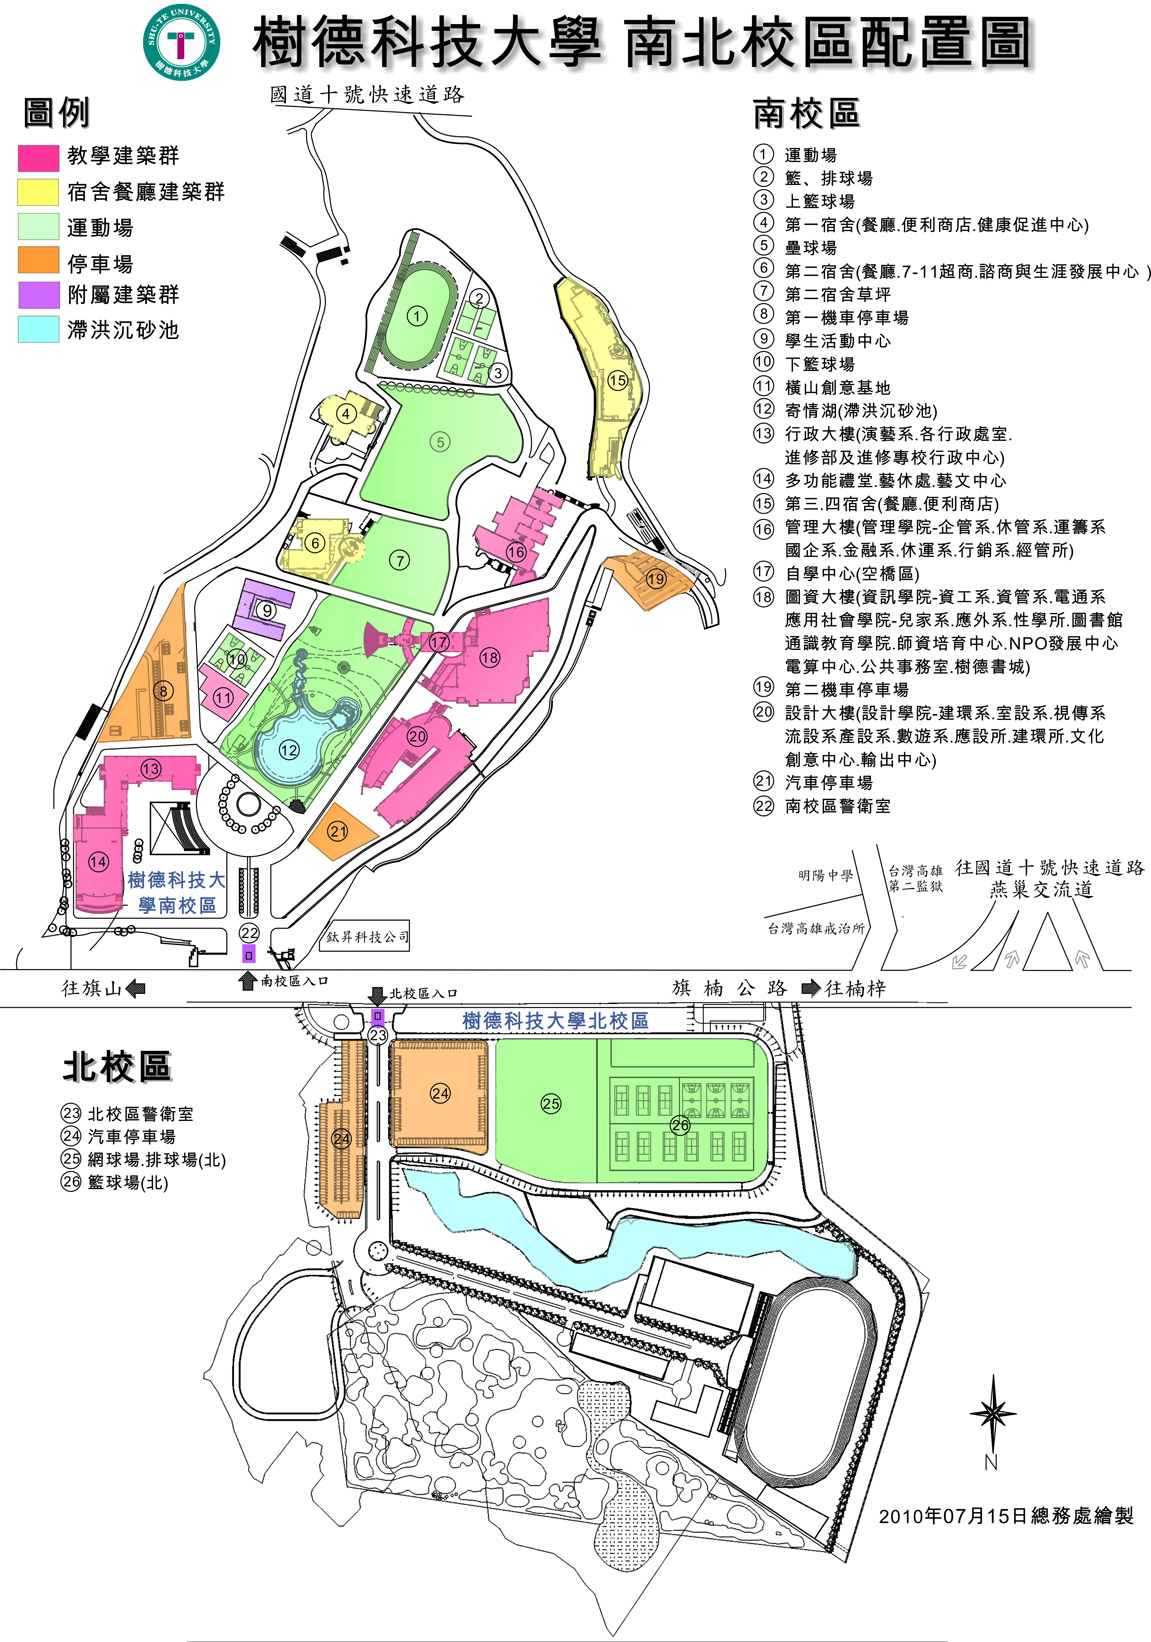 SHU-TE UNIVERSITY
樹德科技大學
樹德科技大學 南北校區配置圖
國道十號快速道路
圖例
教學建築群
宿舍餐廳建築群
運動場
停車場
附屬建築群
滯洪沉砂池
南校區
① 運動場
② 籃、排球場
③ 上籃球場
④ 第一宿舍(餐廳.便利商店.健康促進中心)
⑤ 壘球場
⑥ 第二宿舍(餐廳.7-11超商.諮商與生涯發展中心 )
⑦ 第二宿舍草坪
⑧ 第一機車停車場
⑨ 學生活動中心
⑩ 下籃球場
⑪ 橫山創意基地
⑫ 寄情湖(滯洪沉砂池)
⑬ 行政大樓(演藝系.各行政處室.
進修部及進修專校行政中心)
⑭ 多功能禮堂.藝休處.藝文中心
⑮ 第三.四宿舍(餐廳.便利商店)
⑯ 管理大樓(管理學院-企管系.休管系.運籌系
國企系.金融系.休運系.行銷系.經管所)
⑰ 自學中心(空橋區)
⑱ 圖資大樓(資訊學院-資工系.資管系.電通系
應用社會學院-兒家系.應外系.性學所.圖書館
通識教育學院.師資培育中心.NPO發展中心
電算中心.公共事務室.樹德書城)
⑲ 第二機車停車場
⑳ 設計大樓(設計學院-建環系.室設系.視傳系
流設系產設系.數遊系.應設所.建環所.文化
創意中心.輸出中心)
㉑ 汽車停車場
㉒ 南校區警衛室
①
②
③
④
⑤
⑥
⑦
⑧
⑨
⑩
⑪
⑫
⑬
⑭
⑮
⑯
⑰
⑱
⑲
⑳
㉑
樹德科技大
學南校區
㉒
鈦昇科技公司
明陽中學
台灣高雄
第二監獄
台灣高雄戒治所
往國道十號快速道路
燕巢交流道
往旗山
南校區入口
北校區入口
旗楠公路
往楠梓
㉓
樹德科技大學北校區
北校區
㉓ 北校區警衛室
㉔ 汽車停車場
㉕ 網球場.排球場(北)
㉖ 籃球場(北)
㉔
㉔
㉕
㉖
N
2010年07月15日總務處繪製